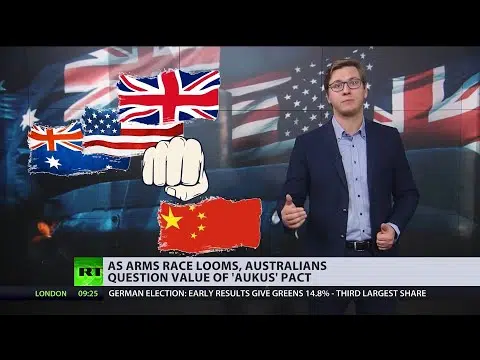 RT
AS ARMS RACE LOOMS, AUSTRALIANS
QUESTION VALUE OF 'AUKUS' PACT
LONDON 09:25 GERMAN ELECTION: EARLY RESULTS GIVE GREENS 14.8% - THIRD LARGEST SHARE